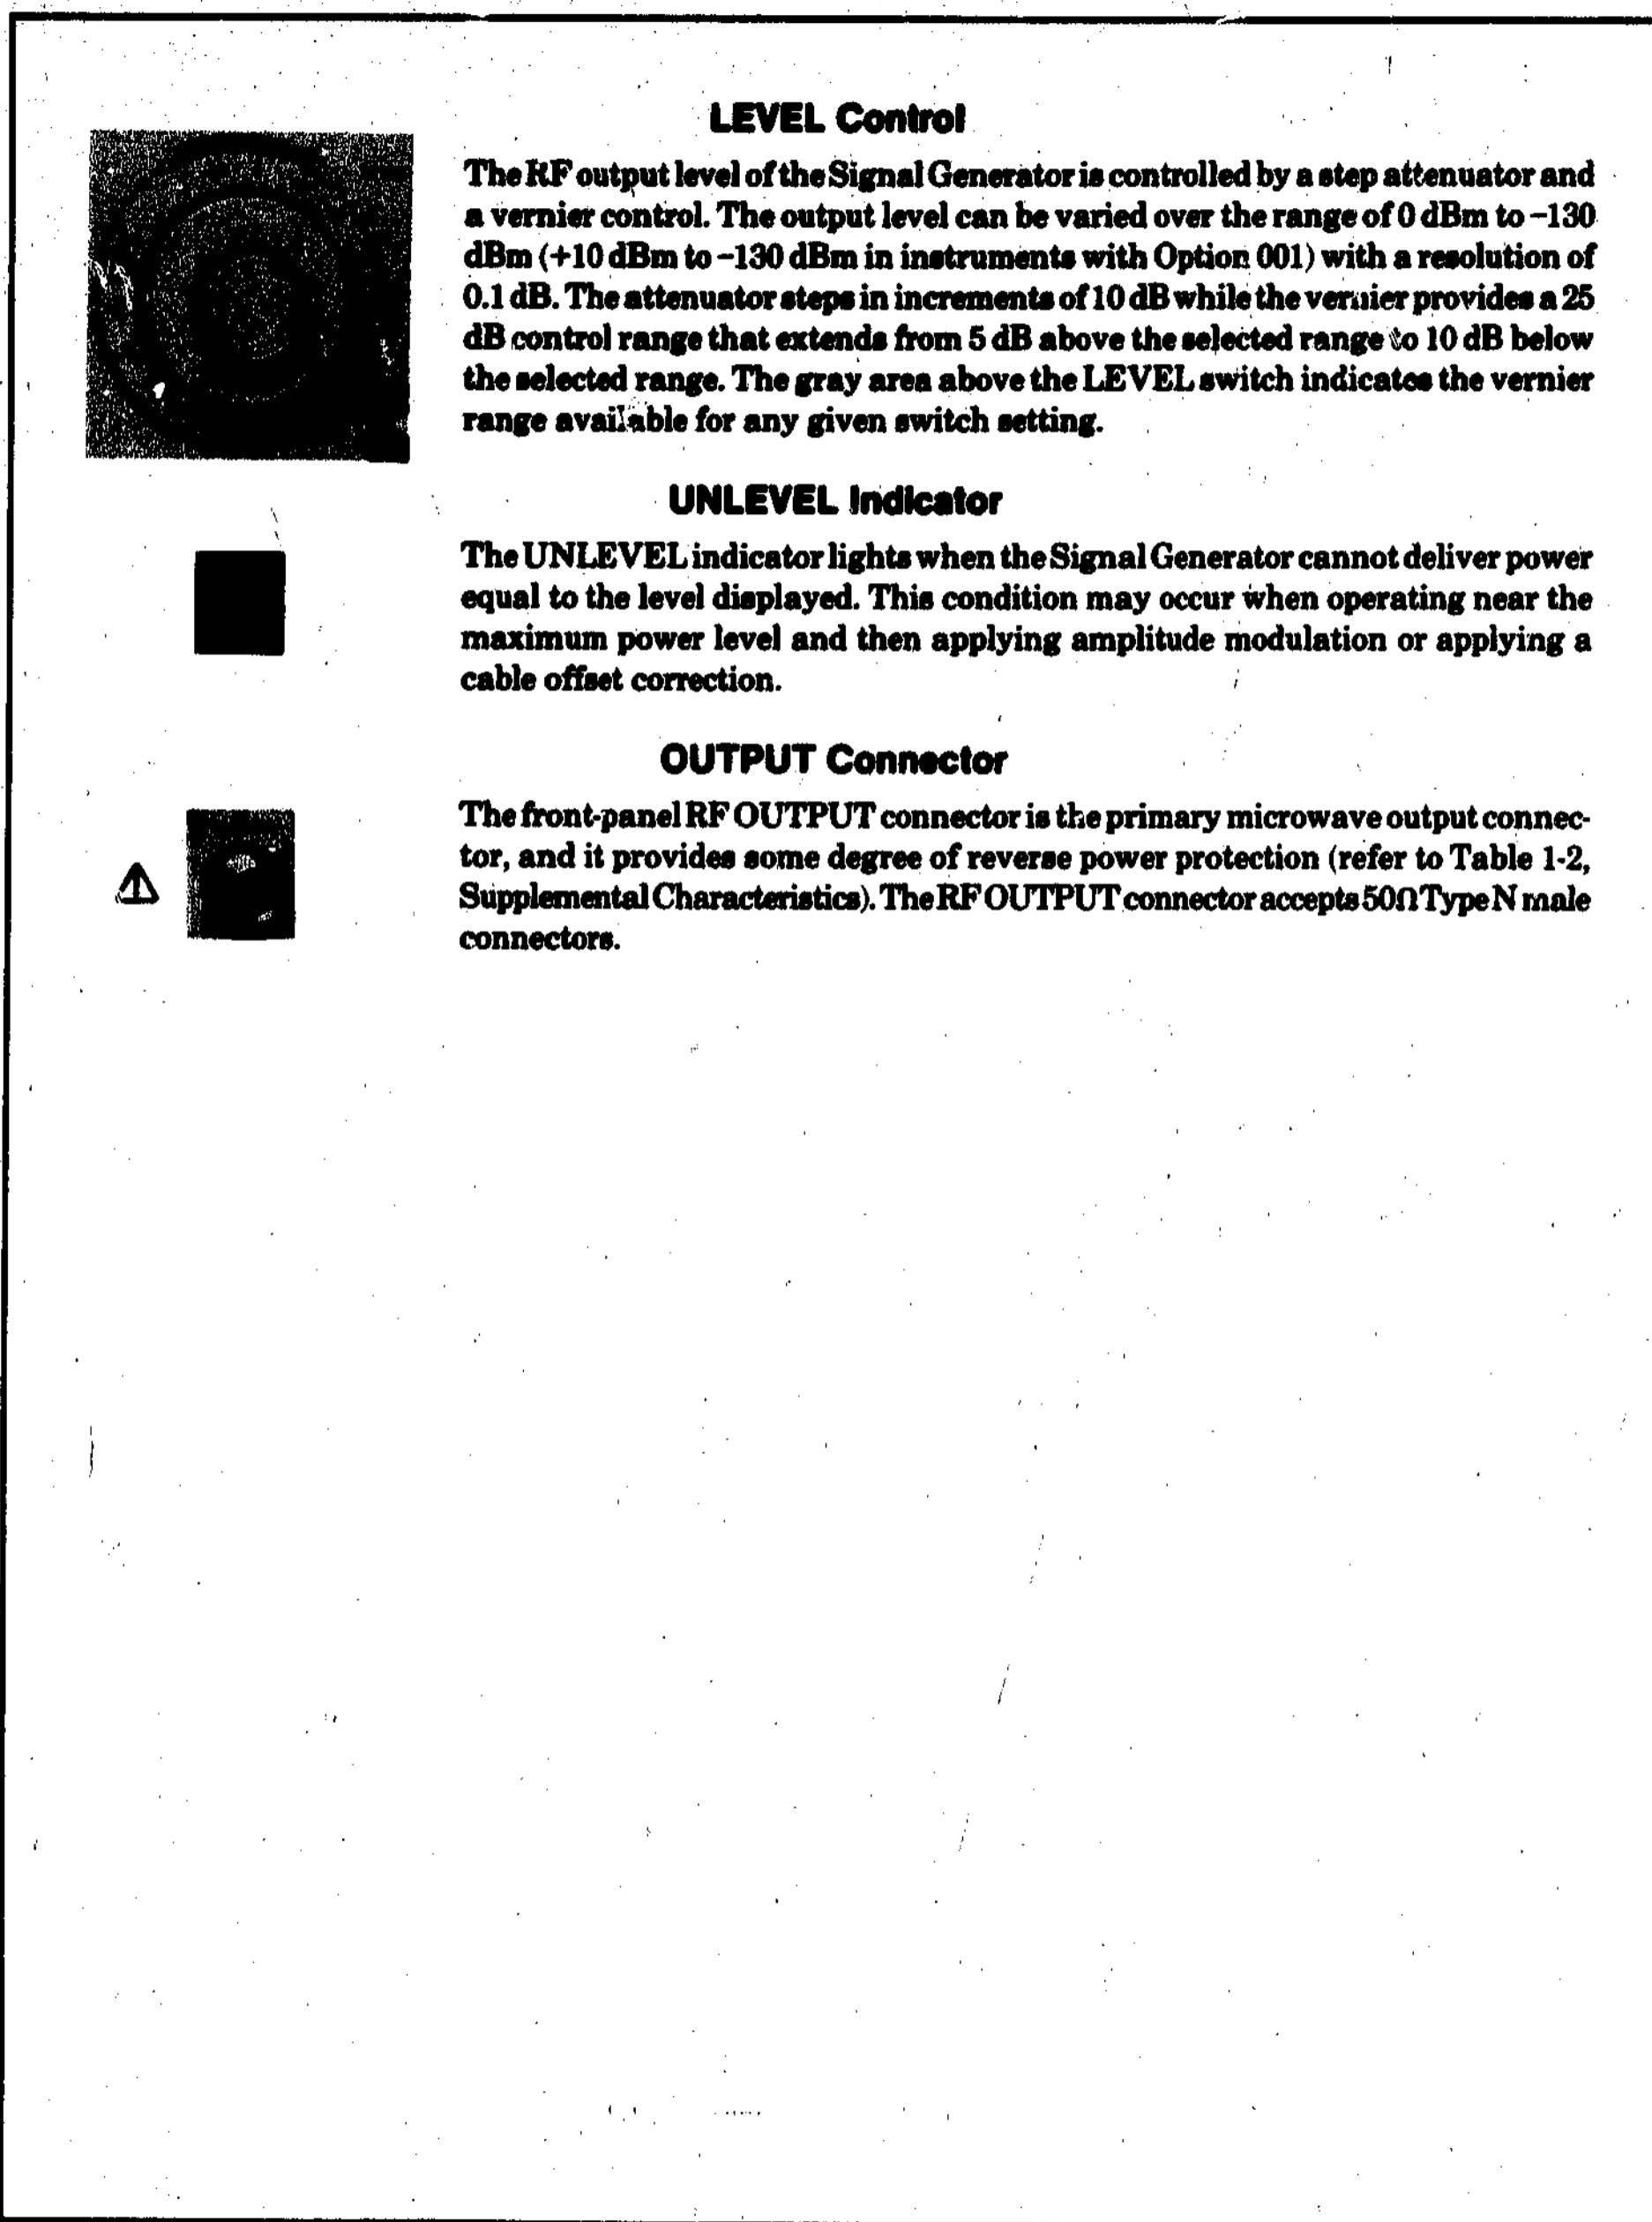 LEVEL Control
The RF output level of the Signal Generator is controlled by a step attenuator and
a vernier control. The output level can be varied over the range of 0 dBm to -130
dBm (+10 dBm to -130 dBm in instruments with Option 001) with a resolution of
0.1 dB. The attenuator steps in increments of 10 dB while the vernier provides a 25
dB control range that extends from 5 dB above the selected range to 10 dB below
the selected range. The gray area above the LEVEL switch indicates the vernier
range available for any given switch setting.
UNLEVEL Indicator
The UNLEVEL indicator lights when the Signal Generator cannot deliver power
equal to the level displayed. This condition may occur when operating near the
maximum power level and then applying amplitude modulation or applying a
cable offset correction.
OUTPUT Connector
The front-panel RF OUTPUT connector is the primary microwave output connec-
tor, and it provides some degree of reverse power protection (refer to Table 1-2,
Supplemental Characteristics). The RF OUTPUT connector accepts 50Ω Type N male
connectors.